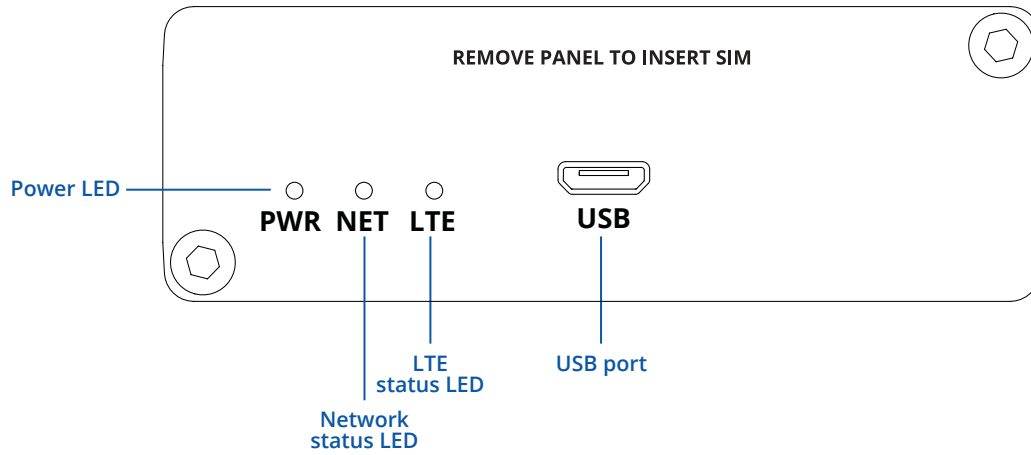 REMOVE PANEL TO INSERT SIM
Power LED
PWR NET LTE
USB
LTE
status LED
USB port
Network
status LED